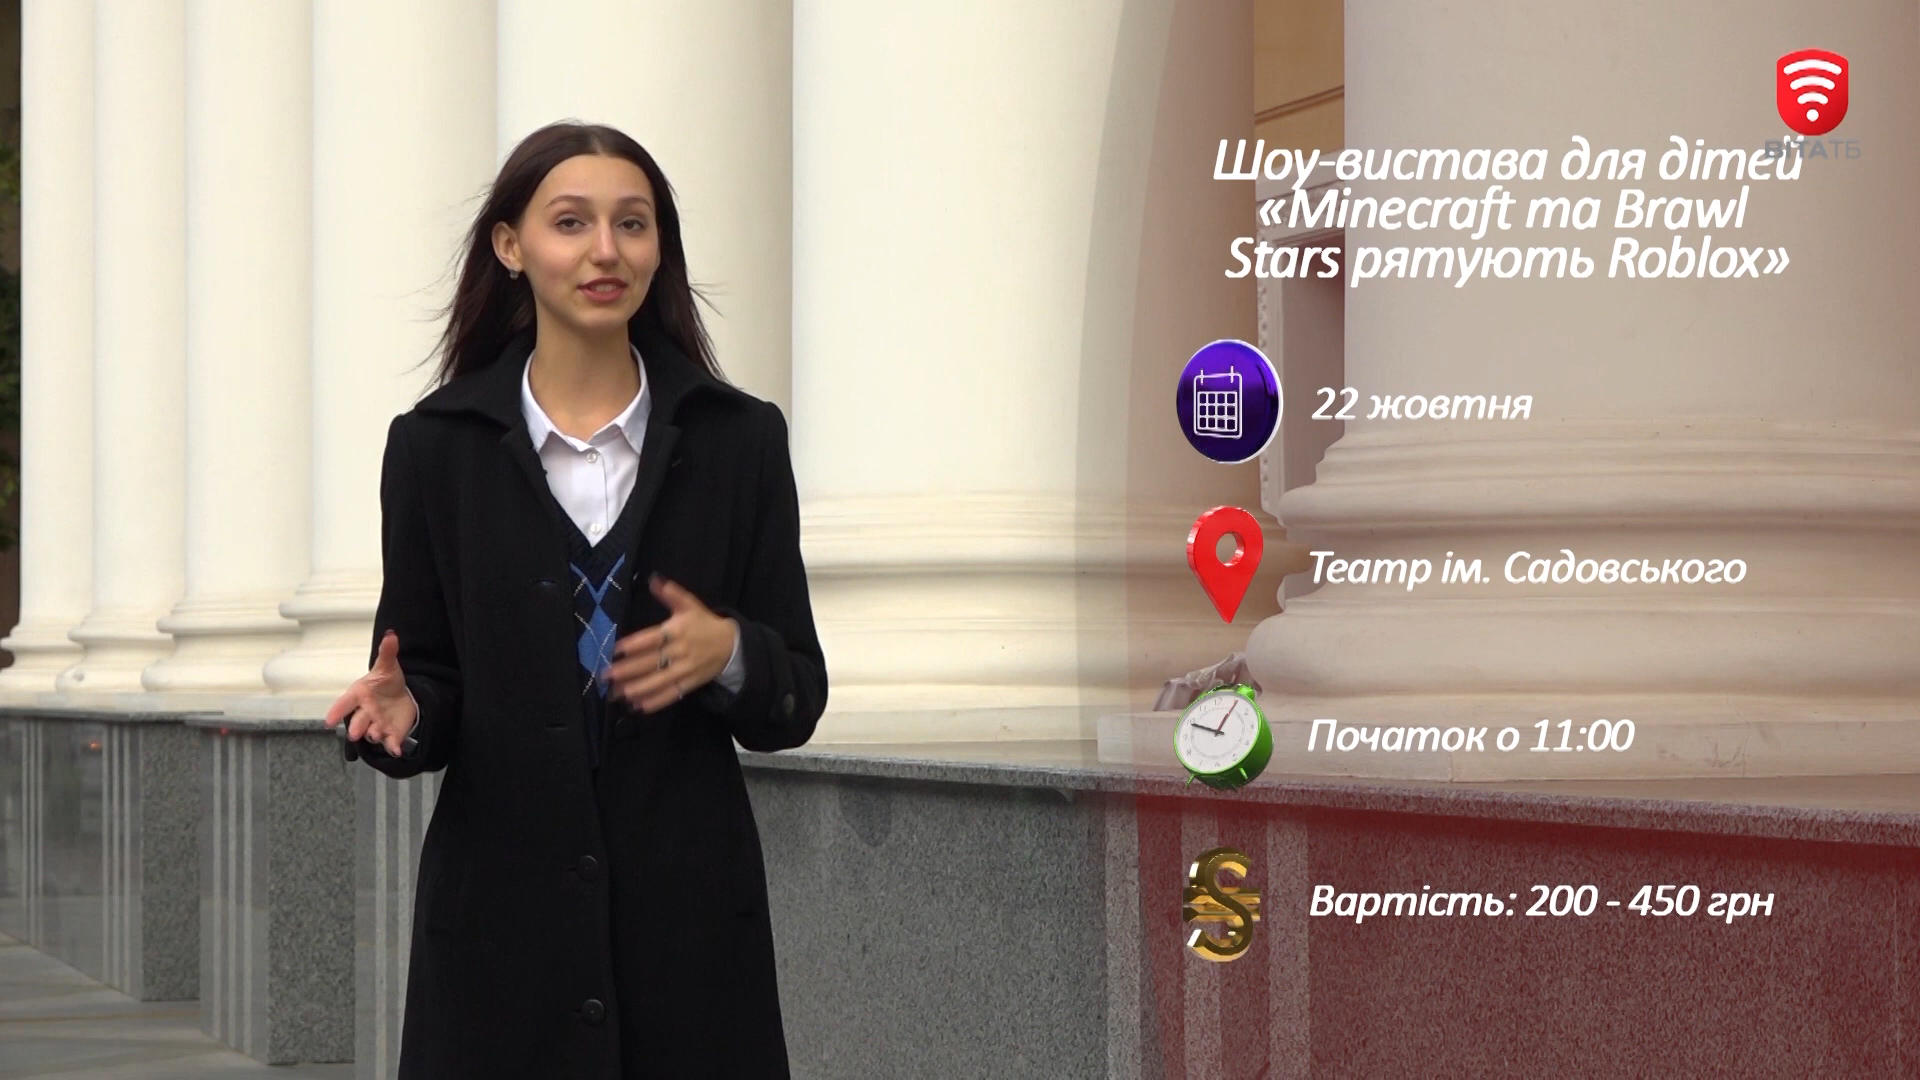 ВІТАТБ
Шоу-вистава для дітей
«Minecraft та Brawl
Stars рятують Roblox»
22 жовтня
Театр ім. Садовського
Початок о 11:00
Вартість: 200 - 450 грн